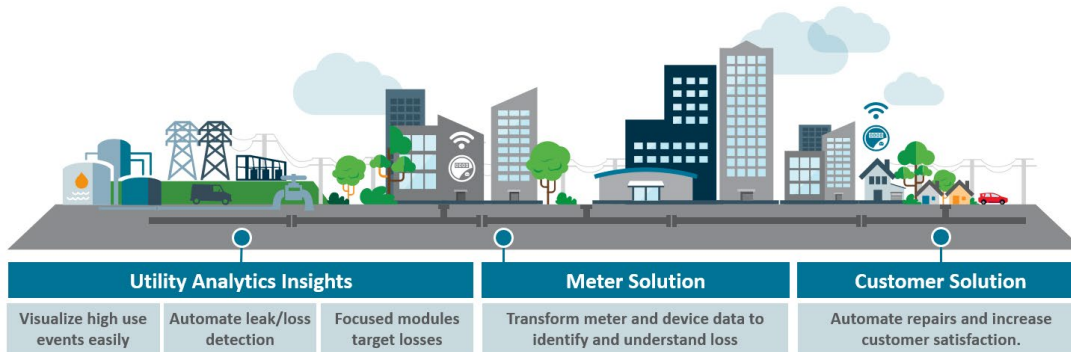 Utility Analytics Insights
Meter Solution
Customer Solution
Visualize high use
events easily
Automate leak/loss
detection
Focused modules
target losses
Transform meter and device data to
identify and understand loss
Automate repairs and increase
customer satisfaction.